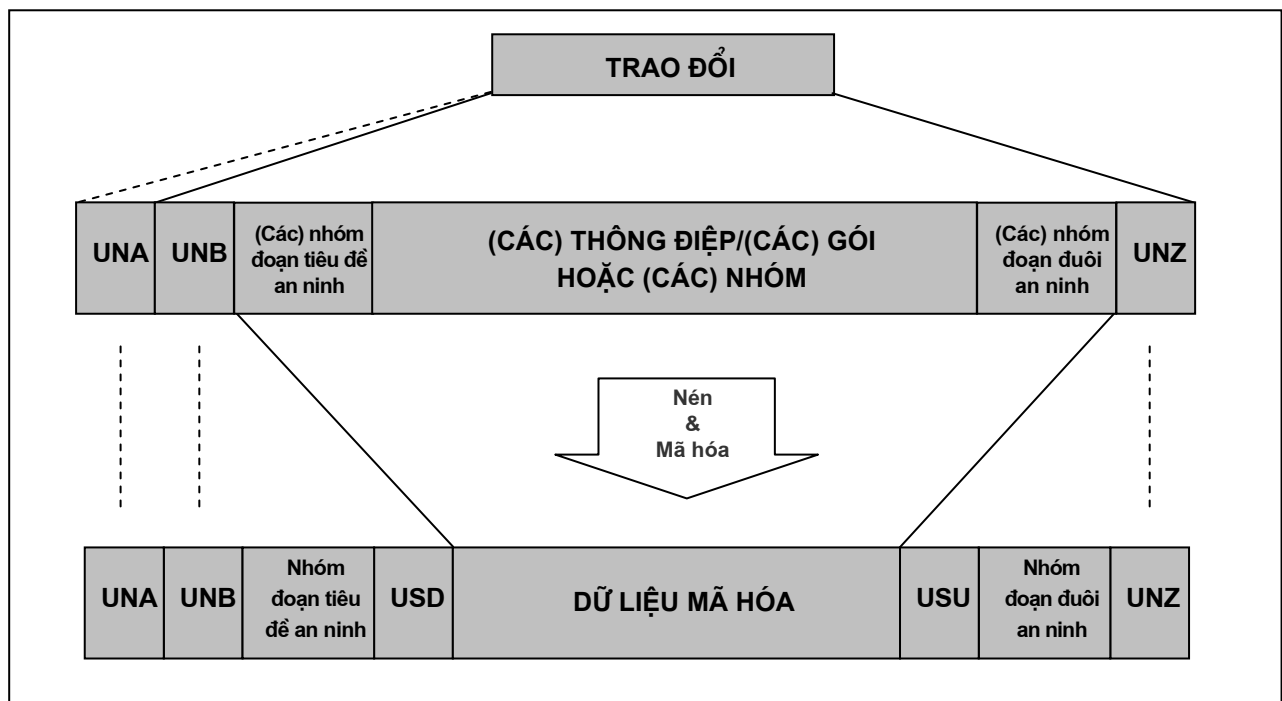 TRAO ĐỔI
UNA
UNB
(Các) nhóm
đoạn tiêu đề
an ninh
(CÁC) THÔNG ĐIỆP/(CÁC) GÓI
HOẶC (CÁC) NHÓM
(Các) nhóm
đoạn đuôi
an ninh
UNZ
Nén
&
Mã hóa
UNA
UNB
Nhóm
đoạn tiêu
đề an ninh
USD
DỮ LIỆU MÃ HÓA
USU
Nhóm
đoạn đuôi
an ninh
UNZ